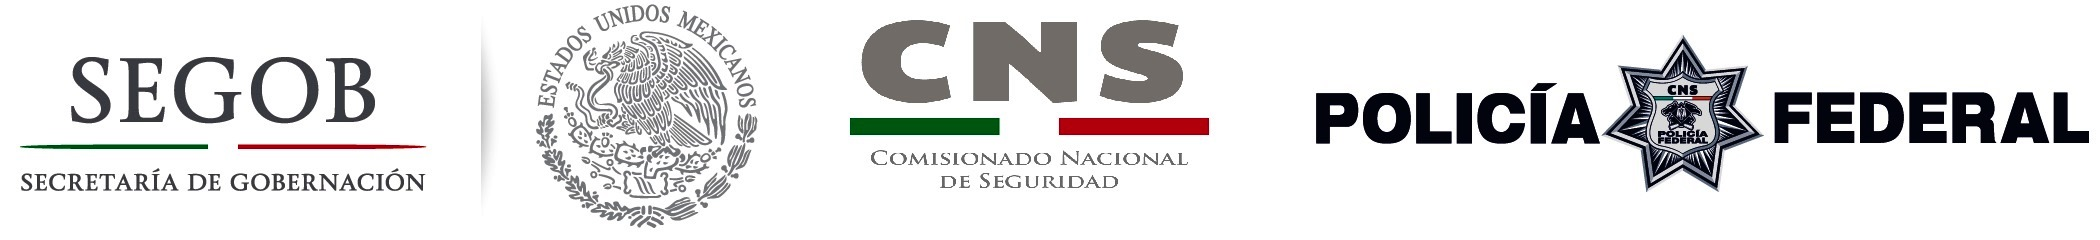 SEGOB
SECRETARÍA DE GOBERNACIÓN
ESTADOS UNIDOS MEXICANOS
CNS
COMISIONADO NACIONAL
DE SEGURIDAD
POLICÍA
CNS
POLICÍA
FEDERAL
FEDERAL